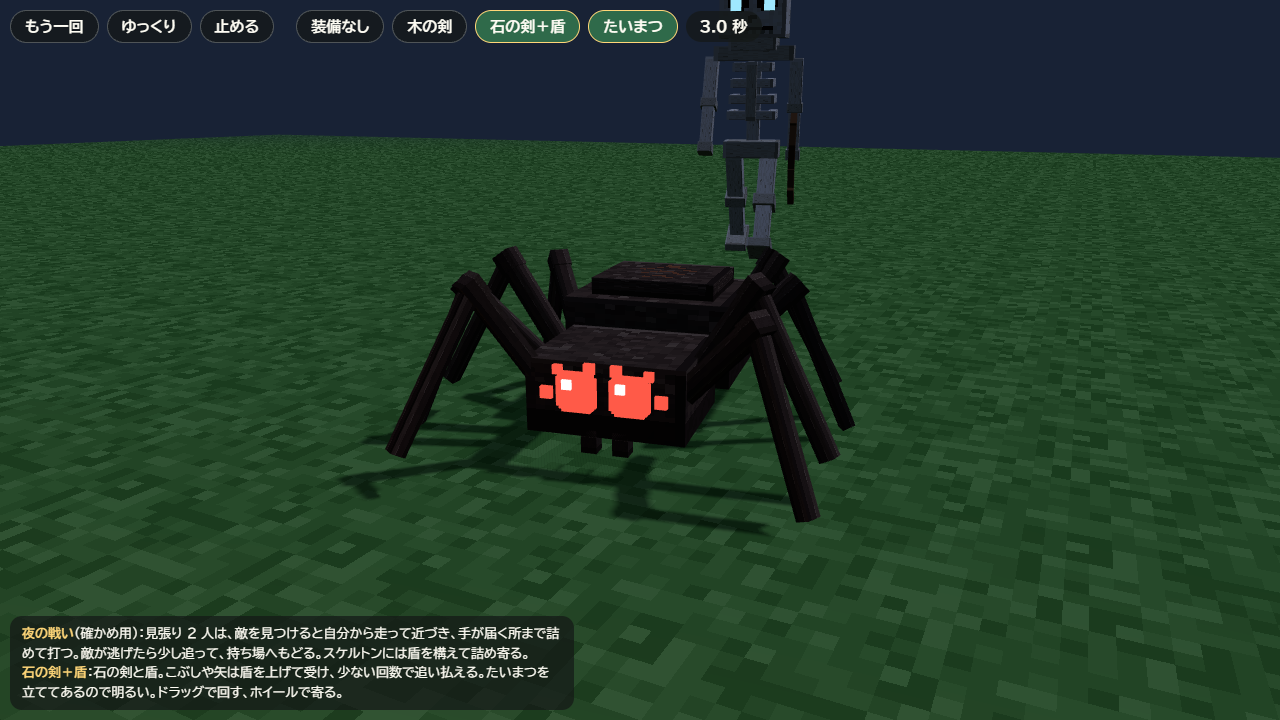 もう一回 ゆっくり 止める 装備なし 木の剣 石の剣＋盾 たいまつ 3.0 秒
夜の戦い（確かめ用）：見張り 2 人は、敵を見つけると自分から走って近づき、手が届く所まで詰
めて打つ。敵が逃げたら少し追って、持ち場へもどる。スケルトンには盾を構えて詰め寄る。
石の剣＋盾：石の剣と盾。こぶしや矢は盾を上げて受け、少ない回数で追い払える。たいまつを
立ててあるので明るい。ドラッグで回す、ホイールで寄る。